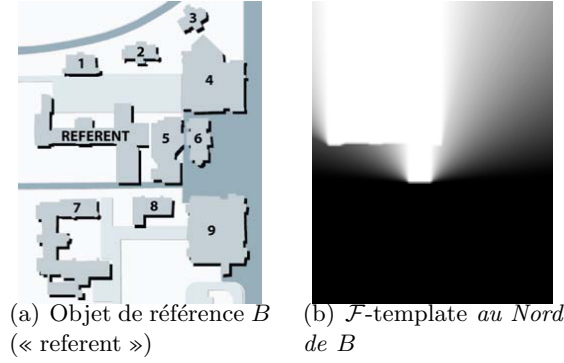 3
2
1
4
REFERENT
5
6
7
8
9
(a) Objet de référence B
(« referent »)
(b) F-template au Nord
de B